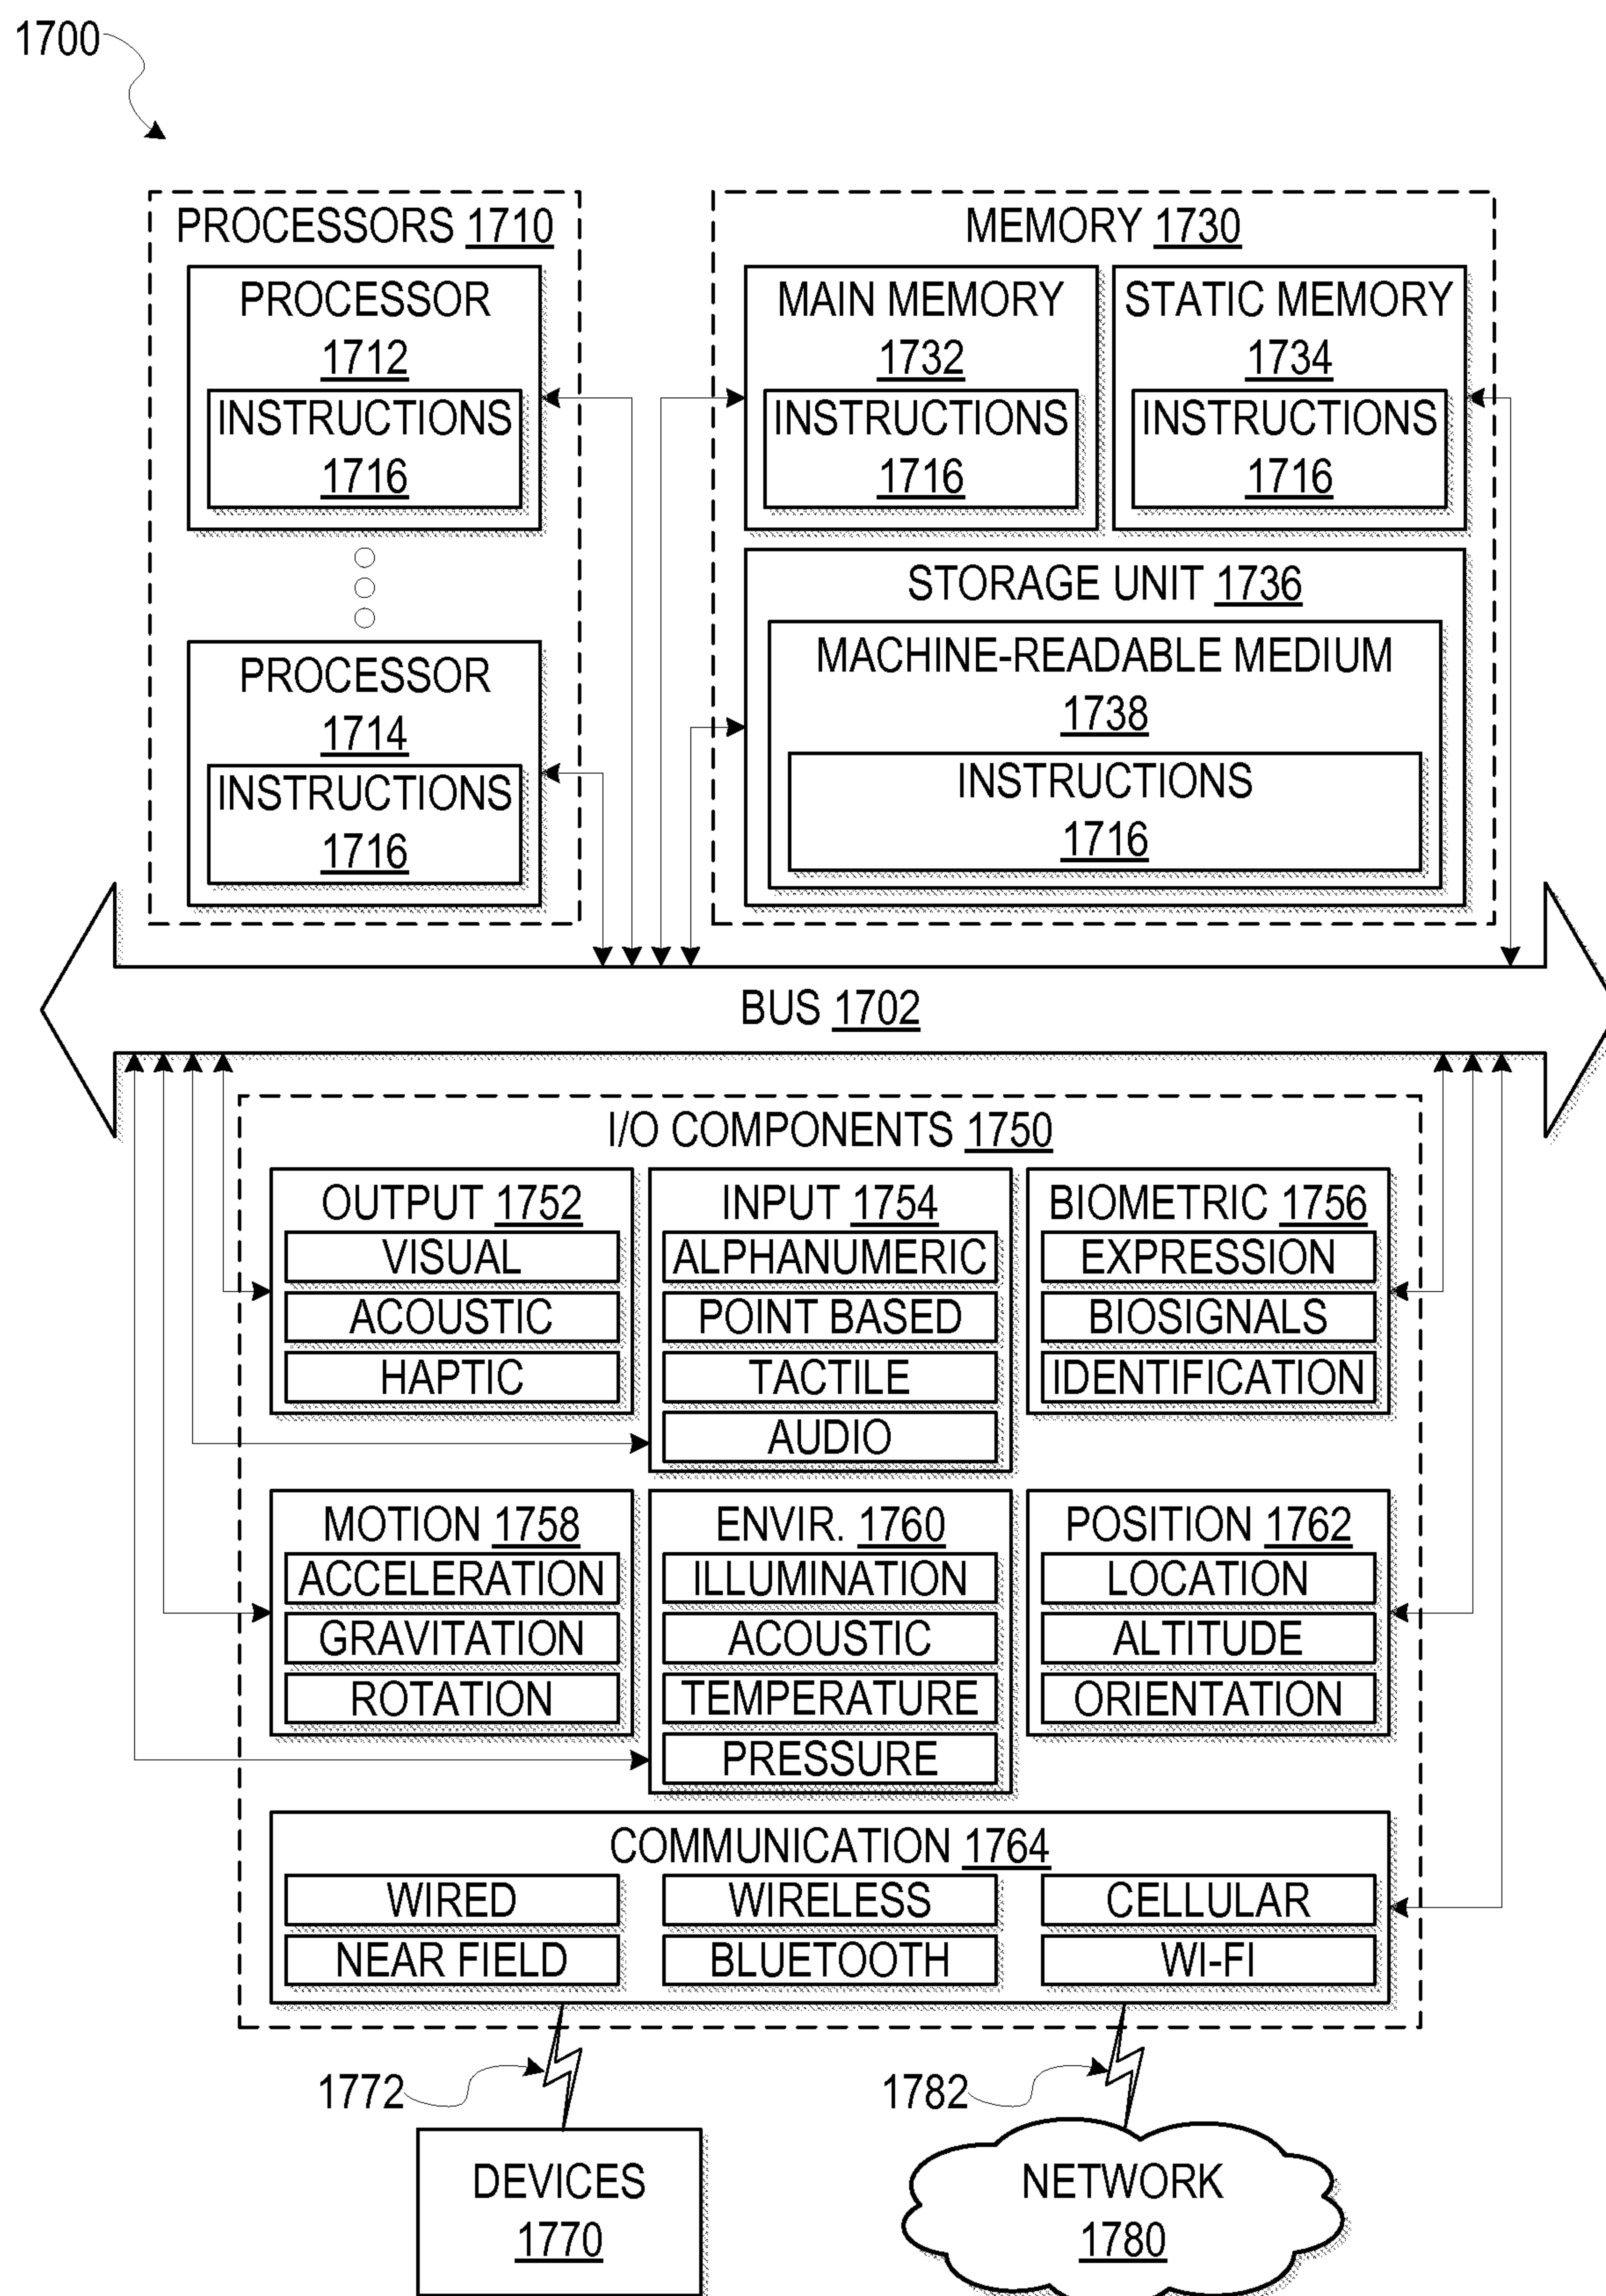 1700
PROCESSORS 1710
PROCESSOR
1712
INSTRUCTIONS
1716
PROCESSOR
1714
INSTRUCTIONS
1716
MEMORY 1730
MAIN MEMORY
1732
INSTRUCTIONS
1716
STATIC MEMORY
1734
INSTRUCTIONS
1716
STORAGE UNIT 1736
MACHINE-READABLE MEDIUM
1738
INSTRUCTIONS
1716
BUS 1702
I/O COMPONENTS 1750
OUTPUT 1752
VISUAL
ACOUSTIC
HAPTIC
INPUT 1754
ALPHANUMERIC
POINT BASED
TACTILE
AUDIO
BIOMETRIC 1756
EXPRESSION
BIOSIGNALS
IDENTIFICATION
MOTION 1758
ACCELERATION
GRAVITATION
ROTATION
ENVIR. 1760
ILLUMINATION
ACOUSTIC
TEMPERATURE
PRESSURE
POSITION 1762
LOCATION
ALTITUDE
ORIENTATION
COMMUNICATION 1764
WIRED
WIRELESS
CELLULAR
NEAR FIELD
BLUETOOTH
WI-FI
1772
1782
DEVICES
1770
NETWORK
1780